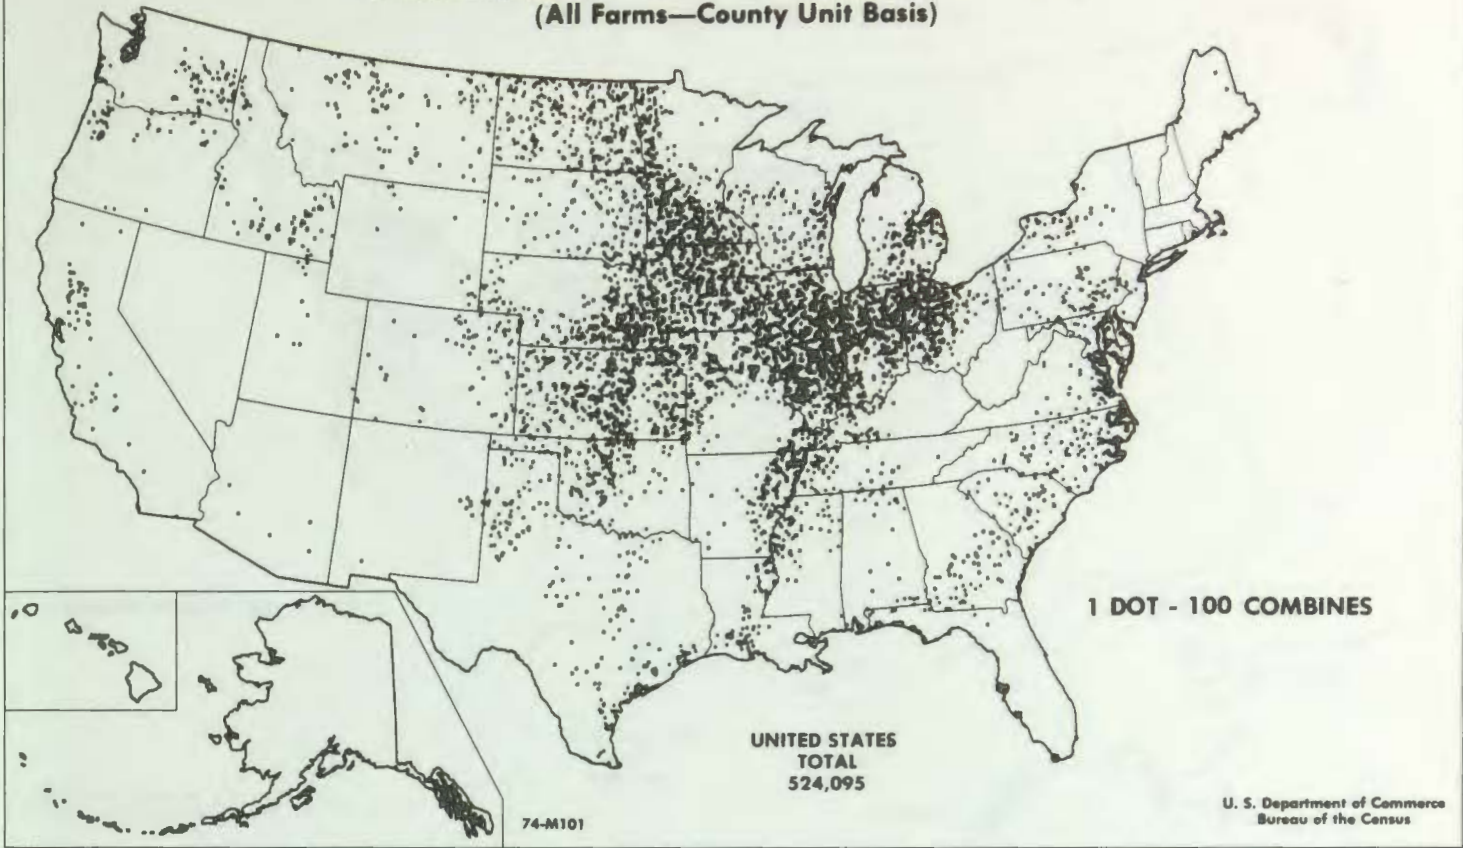 (All Farms—County Unit Basis)
1 DOT - 100 COMBINES
UNITED STATES
TOTAL
524,095
74-M101
U. S. Department of Commerce
Bureau of the Census